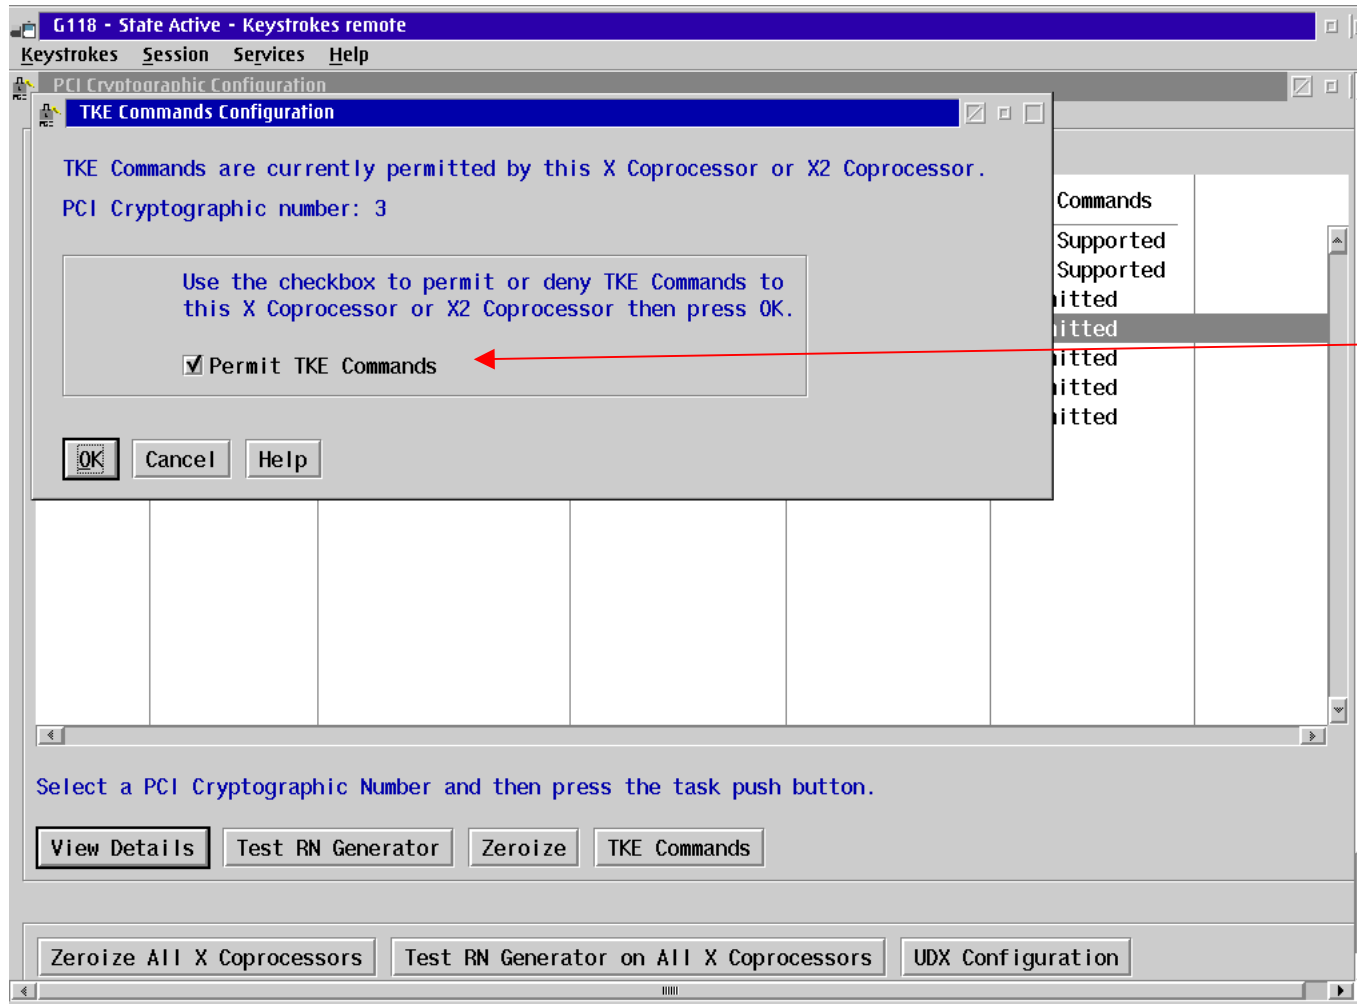 G118 - State Active - Keystrokes remote
Keystrokes Session Services Help
PCI Cryptographic Configuration
TKE Commands Configuration
TKE Commands are currently permitted by this X Coprocessor or X2 Coprocessor.
PCI Cryptographic number: 3
Commands
Supported
Supported
Use the checkbox to permit or deny TKE Commands to
this X Coprocessor or X2 Coprocessor then press OK.
itted
itted
Permit TKE Commands
itted
itted
itted
OK Cancel Help
Select a PCI Cryptographic Number and then press the task push button.
View Details Test RN Generator Zeroize TKE Commands
Zeroize All X Coprocessors Test RN Generator on All X Coprocessors UDX Configuration